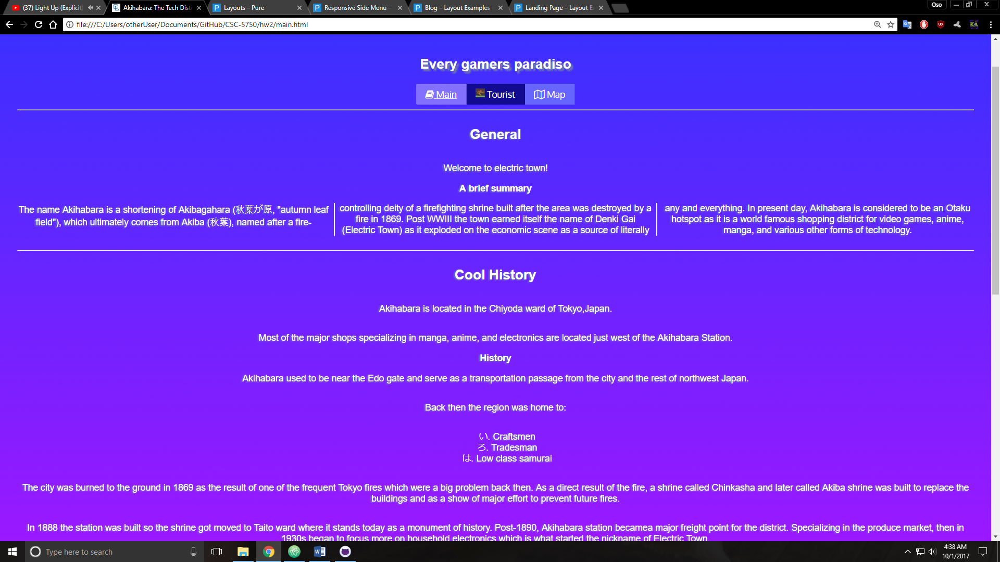 (37) Light Up (Explicit)
Akihabara: The Tech Distr
Layouts – Pure
Responsive Side Menu –
Blog – Layout Examples
Landing Page – Layout E
Oso
file:///C:/Users/otherUser/Documents/GitHub/CSC-5750/hw2/main.html
Every gamers paradiso
Main
Tourist
Map
General
Welcome to electric town!
A brief summary
The name Akihabara is a shortening of Akibagahara (秋葉が原, "autumn leaf
field"), which ultimately comes from Akiba (秋葉), named after a fire-
controlling deity of a firefighting shrine built after the area was destroyed by a
fire in 1869. Post WWIII the town earned itself the name of Denki Gai
(Electric Town) as it exploded on the economic scene as a source of literally
any and everything. In present day, Akihabara is considered to be an Otaku
hotspot as it is a world famous shopping district for video games, anime,
manga, and various other forms of technology.
Cool History
Akihabara is located in the Chiyoda ward of Tokyo,Japan.
Most of the major shops specializing in manga, anime, and electronics are located just west of the Akihabara Station.
History
Akihabara used to be near the Edo gate and serve as a transportation passage from the city and the rest of northwest Japan.
Back then the region was home to:
い. Craftsmen
ろ. Tradesman
は. Low class samurai
The city was burned to the ground in 1869 as the result of one of the frequent Tokyo fires which were a big problem back then. As a direct result of the fire, a shrine called Chinkasha and later called Akiba shrine was built to replace the
buildings and as a show of major effort to prevent future fires.
In 1888 the station was built so the shrine got moved to Taito ward where it stands today as a monument of history. Post-1890, Akihabara station becamea major freight point for the district. Specializing in the produce market, then in
1930s began to focus more on household electronics which is what started the nickname of Electric Town.
Type here to search
4:38 AM
10/1/2017